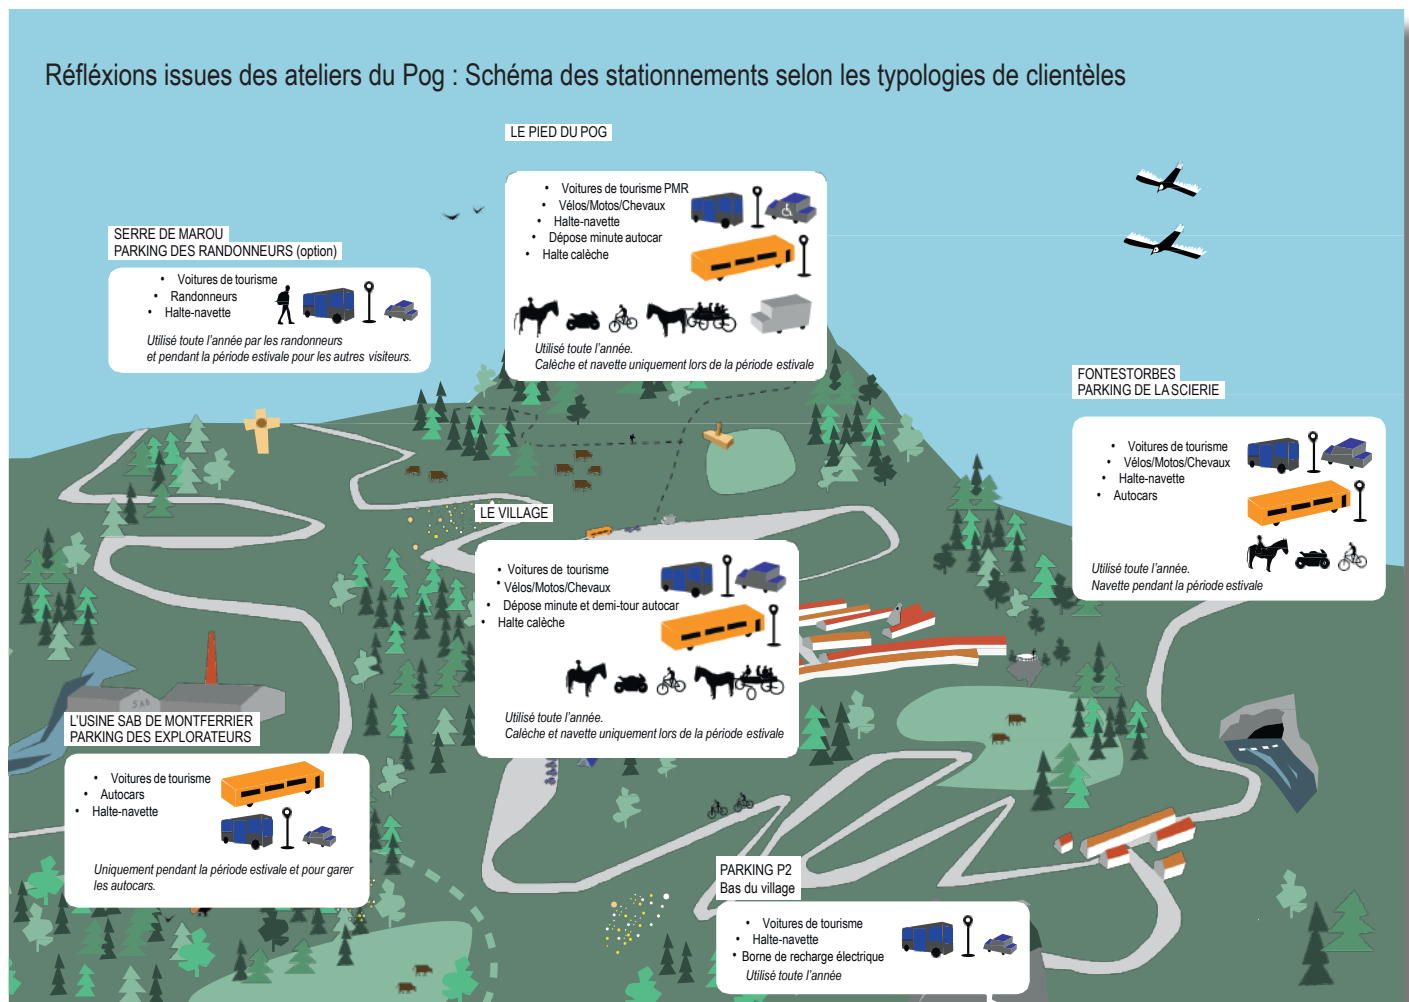 Réfléxions issues des ateliers du Pog : Schéma des stationnements selon les typologies de clientèles
LE PIED DU POG
• Voitures de tourisme PMR
• Vélos/Motos/Chevaux
• Halte-navette
• Dépose minute autocar
• Halte calèche
Utilisé toute l'année.
Calèche et navette uniquement lors de la période estivale
SERRE DE MAROU
PARKING DES RANDONNEURS (option)
• Voitures de tourisme
• Randonneurs
• Halte-navette
Utilisé toute l'année par les randonneurs
et pendant la période estivale pour les autres visiteurs.
FONTESTORBES
PARKING DE LA SCIERIE
• Voitures de tourisme
• Vélos/Motos/Chevaux
• Halte-navette
• Autocars
Utilisé toute l'année.
Navette pendant la période estivale
LE VILLAGE
• Voitures de tourisme
• Vélos/Motos/Chevaux
• Dépose minute et demi-tour autocar
• Halte calèche
Utilisé toute l'année.
Calèche et navette uniquement lors de la période estivale
SAB
L'USINE SAB DE MONTFERRIER
PARKING DES EXPLORATEURS
• Voitures de tourisme
• Autocars
• Halte-navette
Uniquement pendant la période estivale et pour garer
les autocars.
PARKING P2
Bas du village
• Voitures de tourisme
• Halte-navette
• Borne de recharge électrique
Utilisé toute l'année